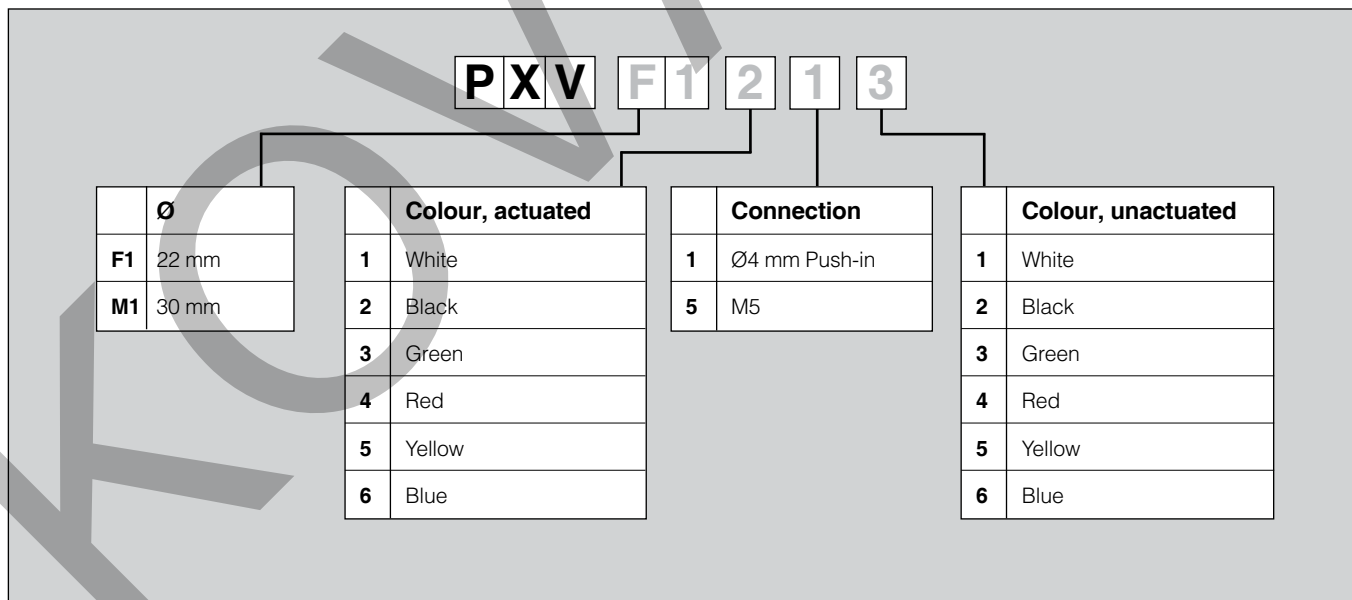 PXV F1 2 1 3
Ø
F1 22 mm
M1 30 mm
Colour, actuated
1 White
2 Black
3 Green
4 Red
5 Yellow
6 Blue
Connection
1 Ø4 mm Push-in
5 M5
Colour, unactuated
1 White
2 Black
3 Green
4 Red
5 Yellow
6 Blue